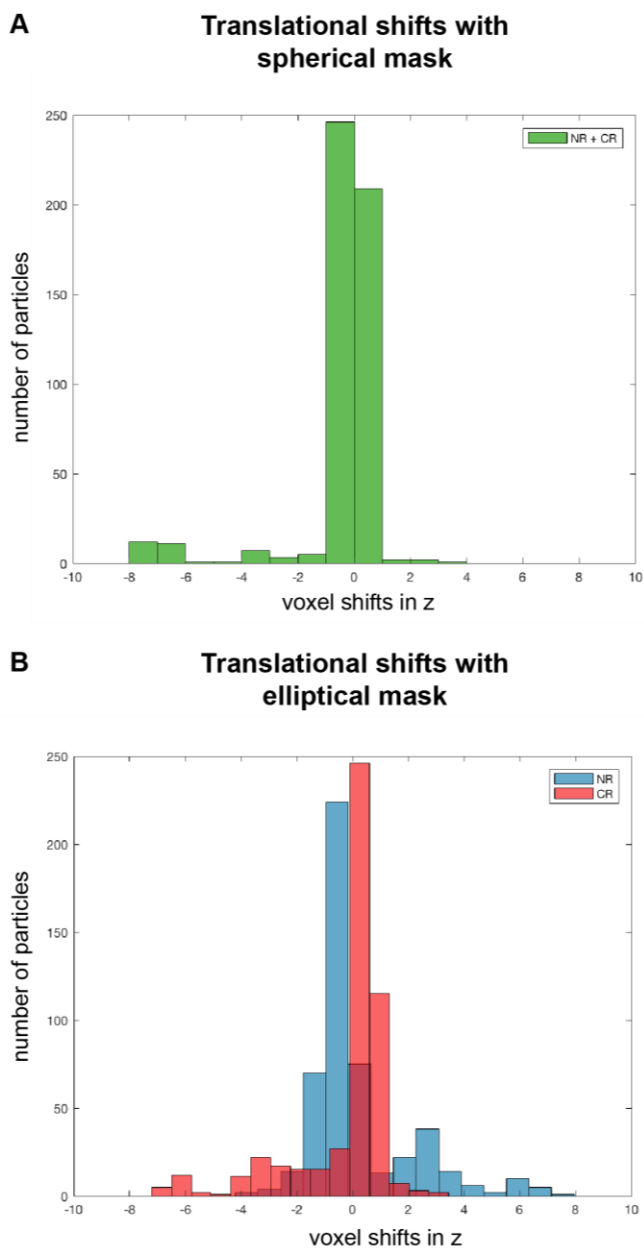 A
Translational shifts with
spherical mask
250
200
150
100
50
0
number of particles
NR + CR
-10 -8 -6 -4 -2 0 2 4 6 8 10
voxel shifts in z
B
Translational shifts with
elliptical mask
250
200
150
100
50
0
number of particles
NR
CR
-10 -8 -6 -4 -2 0 2 4 6 8 10
voxel shifts in z